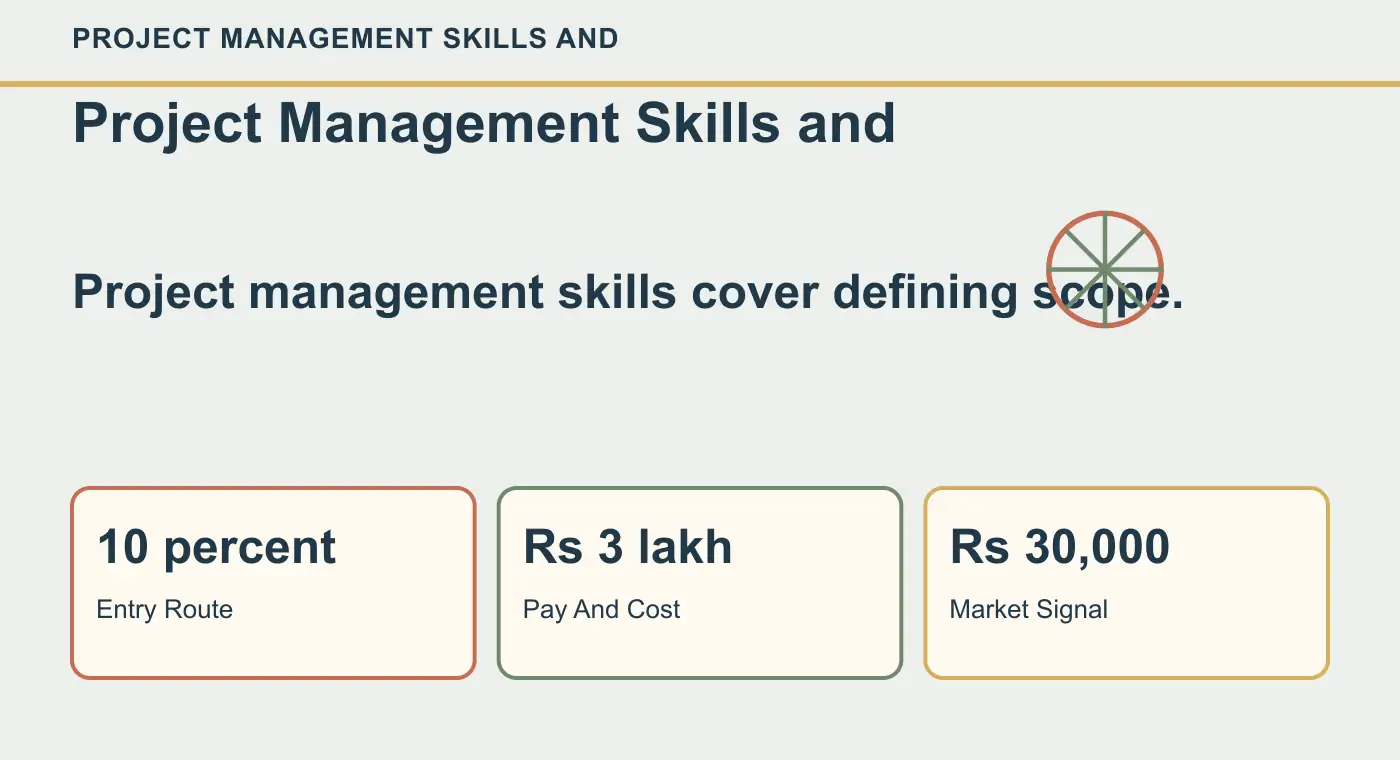 PROJECT MANAGEMENT SKILLS AND
Project Management Skills and
Project management skills cover defining scope.
10 percent
Entry Route
Rs 3 lakh
Pay And Cost
Rs 30,000
Market Signal